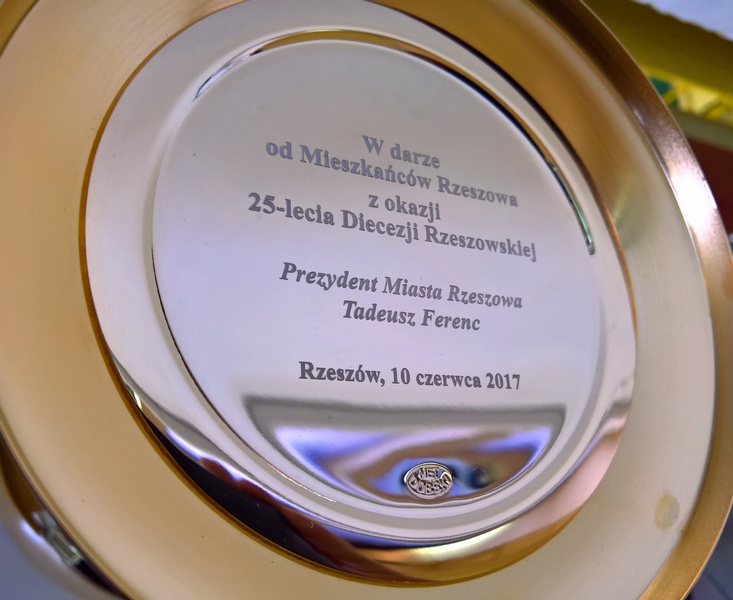 W darze
od Mieszkańców Rzeszowa
z okazji
25-lecia Diecezji Rzeszowskiej
Prezydent Miasta Rzeszowa
Tadeusz Ferenc
Rzeszów, 10 czerwca 2017